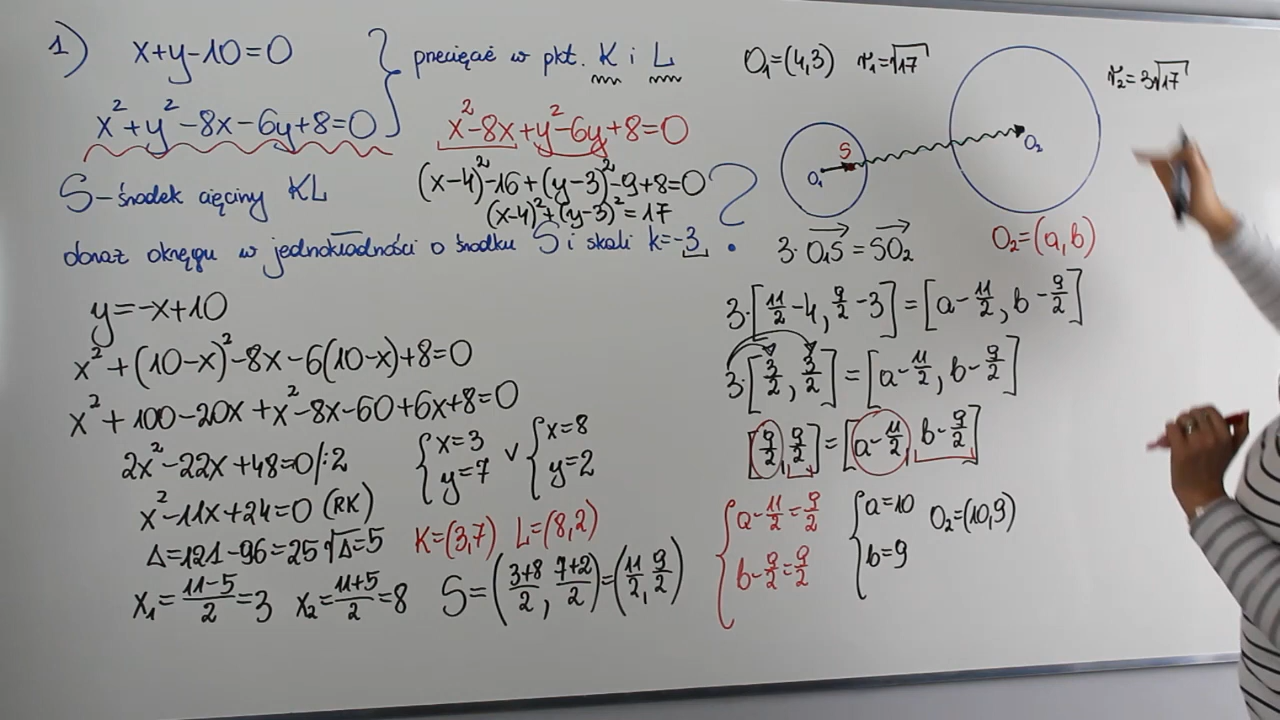 1) x+y-10=0 } przecięcie w pkt. K i L
x²+y²-8x-6y+8=0
S-środek cięciny KL
obraz okręgu w jednokładności o środku S i skali k=-3 ?
x²-8x+y²-6y+8=0
(x-4)²-16+(y-3)²-9+8=0
(x-4)²+(y-3)²=17
y=-x+10
x²+(10-x)²-8x-6(10-x)+8=0
x²+100-20x+x²-8x-60+6x+8=0
2x²-22x+48=0/:2
x²-11x+24=0 (RK)
Δ=121-96=25 √Δ=5
x₁=(11-5)/2=3 x₂=(11+5)/2=8
{x=3 y=7 ∨ {x=8 y=2
K=(3,7) L=(8,2)
S=((3+8)/2, (7+2)/2)=(11/2, 9/2)
O₁=(4,3) r₁=√17
r₂=3√17
S
O₁
O₂
3·O₁S→=SO₂→
O₂=(a,b)
3·[11/2-4, 9/2-3]=[a-11/2, b-9/2]
3·[3/2, 3/2]=[a-11/2, b-9/2]
[9/2, 9/2]=[a-11/2, b-9/2]
{a-11/2=9/2 {a=10 O₂=(10,9)
b-9/2=9/2 b=9